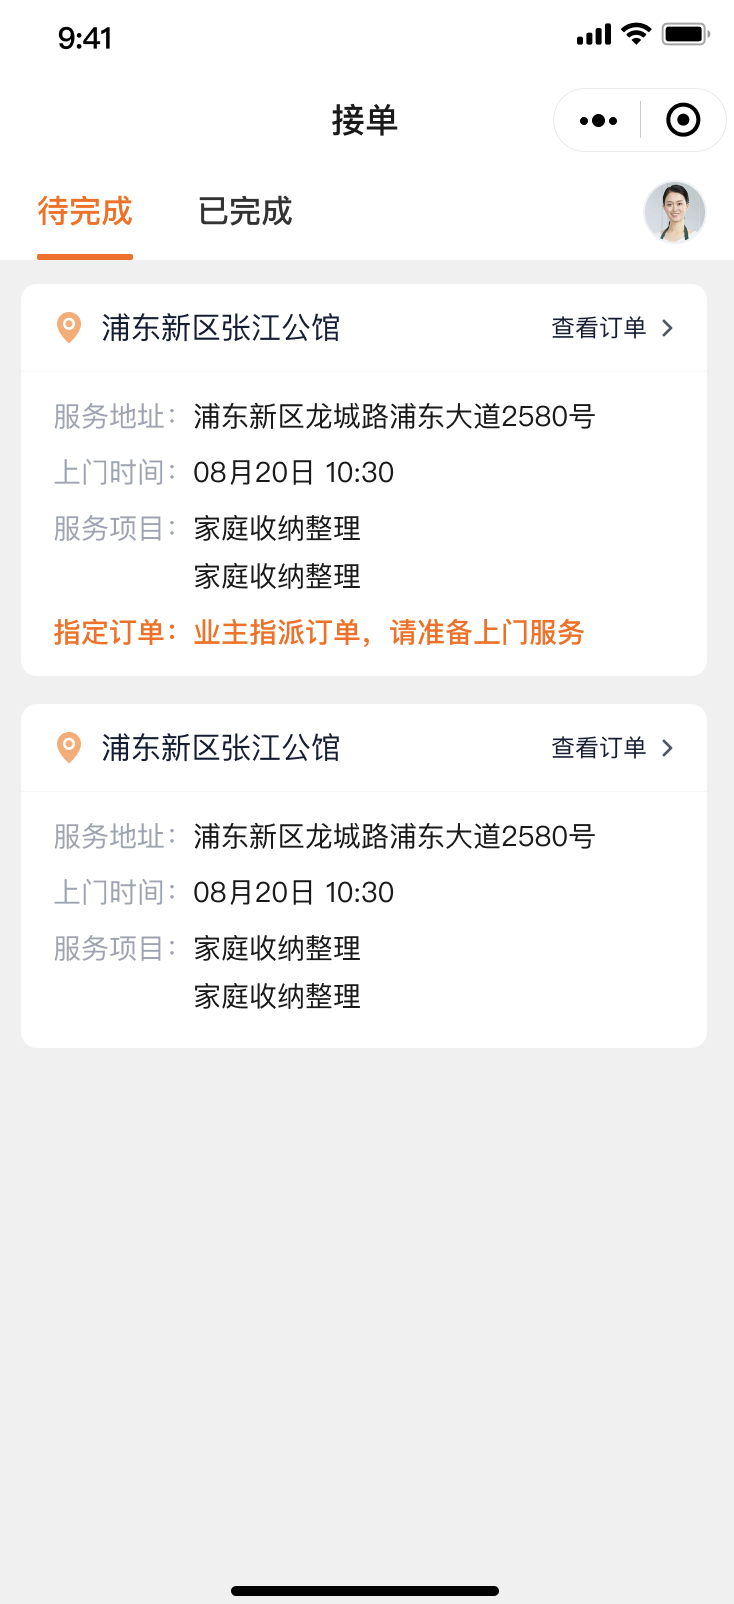 9:41
接单
待完成 已完成
浦东新区张江公馆 查看订单
服务地址： 浦东新区龙城路浦东大道2580号
上门时间： 08月20日 10:30
服务项目： 家庭收纳整理
家庭收纳整理
指定订单： 业主指派订单，请准备上门服务
浦东新区张江公馆 查看订单
服务地址： 浦东新区龙城路浦东大道2580号
上门时间： 08月20日 10:30
服务项目： 家庭收纳整理
家庭收纳整理